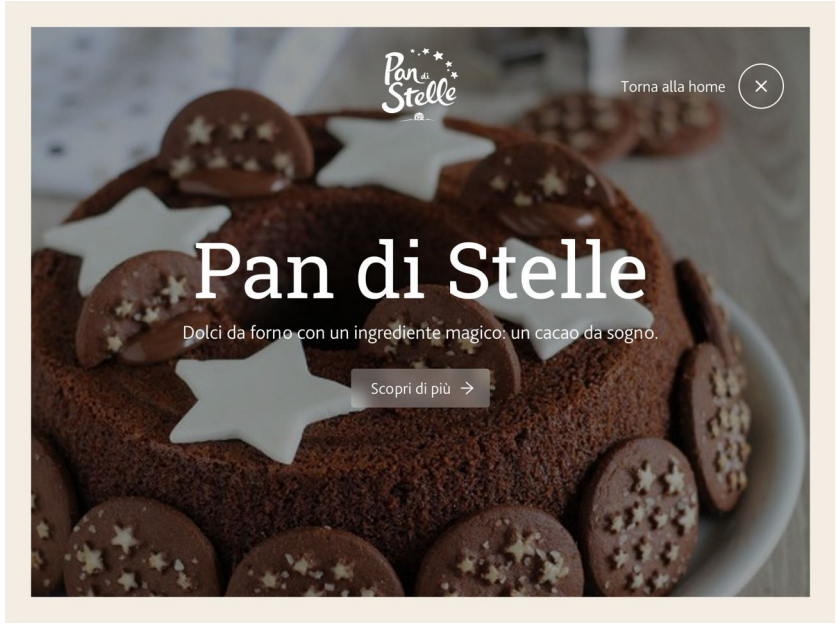 Pan di
Stelle
Torna alla home
Pan di Stelle
Dolci da forno con un ingrediente magico: un cacao da sogno.
Scopri di più